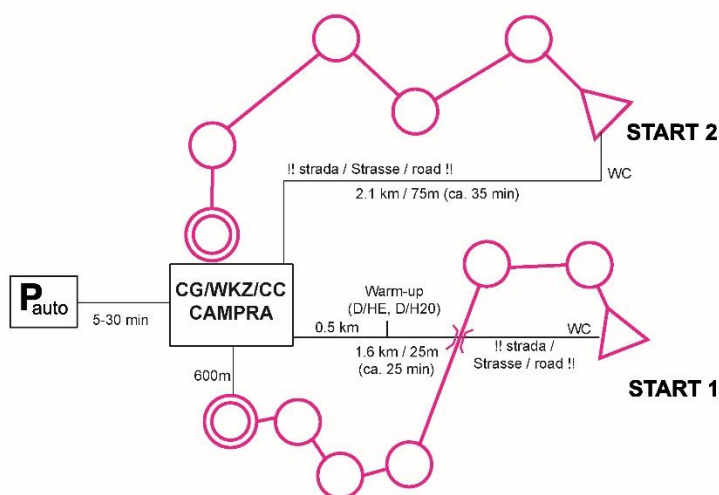 START 2
!! strada / Strasse / road !!
WC
2.1 km / 75m (ca. 35 min)
P auto
5-30 min
CG/WKZ/CC
CAMPRA
Warm-up
(D/HE, D/H20)
0.5 km
WC
1.6 km / 25m
(ca. 25 min)
!! strada /
Strasse / road !!
600m
START 1